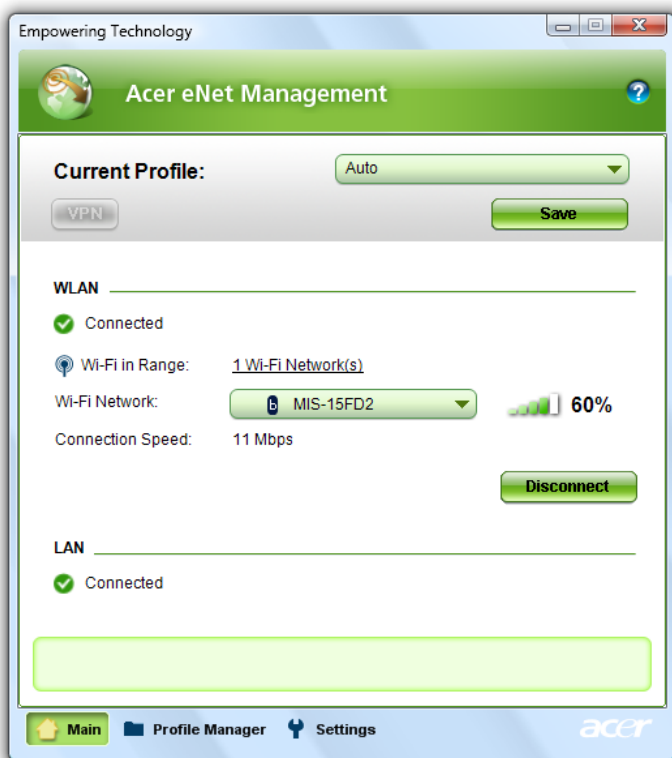 Empowering Technology
Acer eNet Management
?
Current Profile: Auto
VPN Save
WLAN
Connected
Wi-Fi in Range: 1 Wi-Fi Network(s)
Wi-Fi Network: b MIS-15FD2 60%
Connection Speed: 11 Mbps
Disconnect
LAN
Connected
Main Profile Manager Settings acer